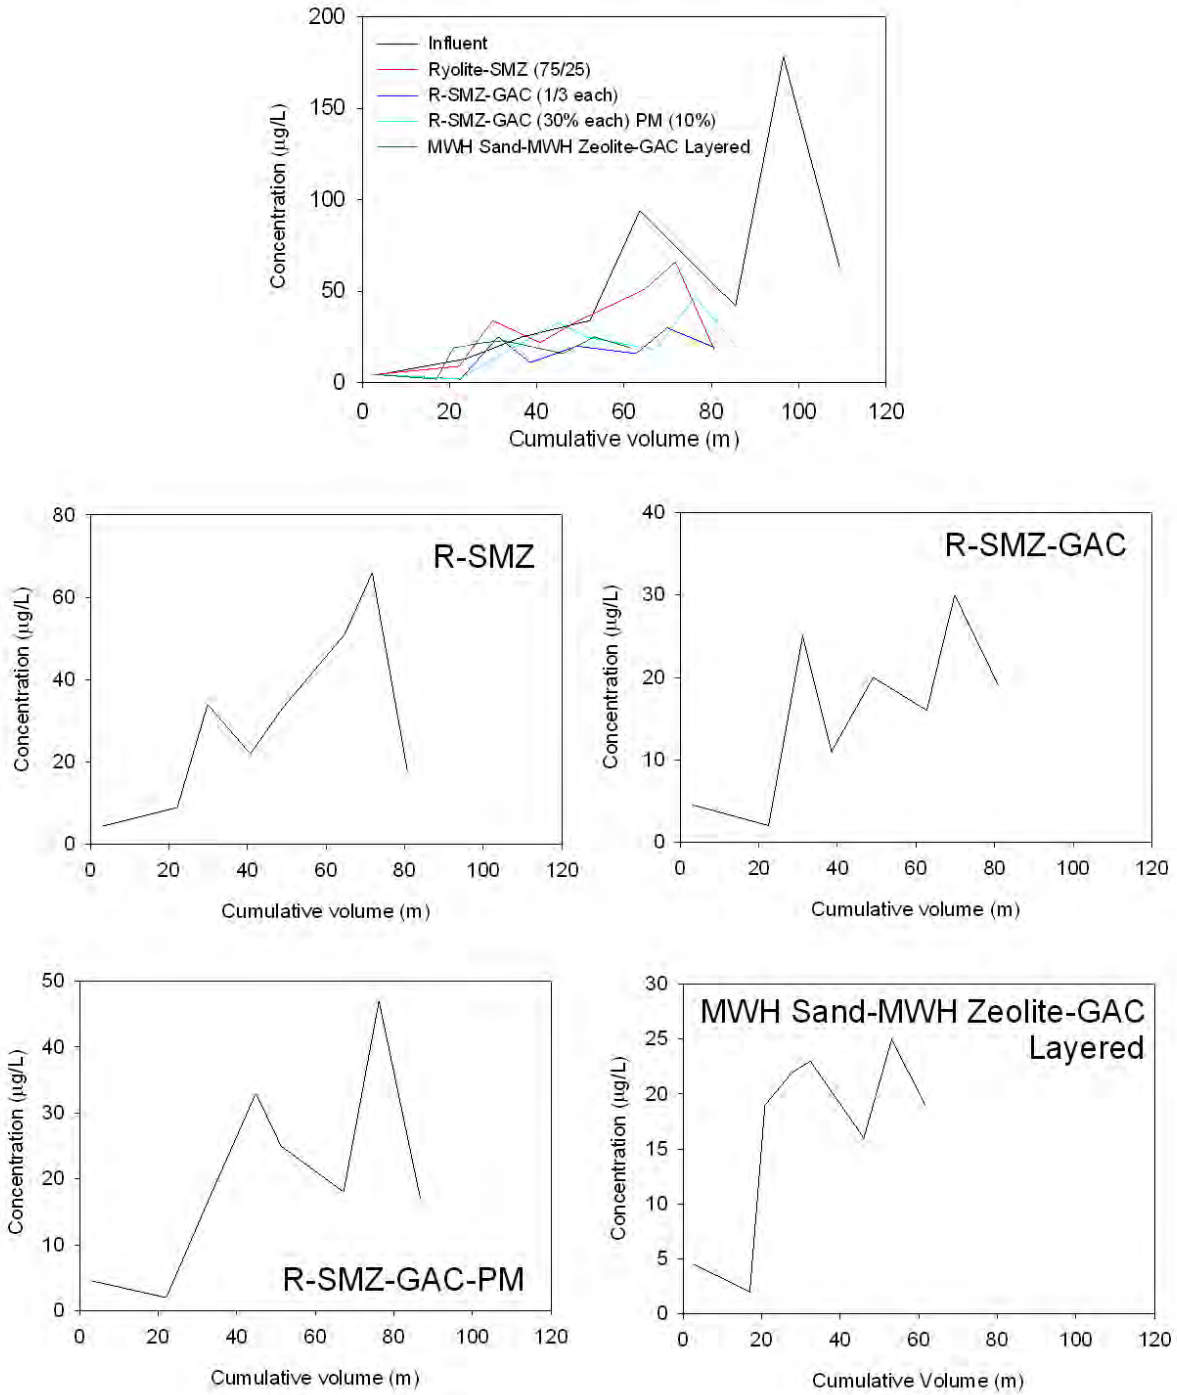 200
150
100
50
0
Concentration (µg/L)
Influent
Ryolite-SMZ (75/25)
R-SMZ-GAC (1/3 each)
R-SMZ-GAC (30% each) PM (10%)
MWH Sand-MWH Zeolite-GAC Layered
0 20 40 60 80 100 120
Cumulative volume (m)
80
60
40
20
0
Concentration (µg/L)
R-SMZ
0 20 40 60 80 100 120
Cumulative volume (m)
40
30
20
10
0
Concentration (µg/L)
R-SMZ-GAC
0 20 40 60 80 100 120
Cumulative volume (m)
50
40
30
20
10
0
Concentration (µg/L)
R-SMZ-GAC-PM
0 20 40 60 80 100 120
Cumulative volume (m)
30
25
20
15
10
5
0
Concentration (µg/L)
MWH Sand-MWH Zeolite-GAC
Layered
0 20 40 60 80 100 120
Cumulative Volume (m)